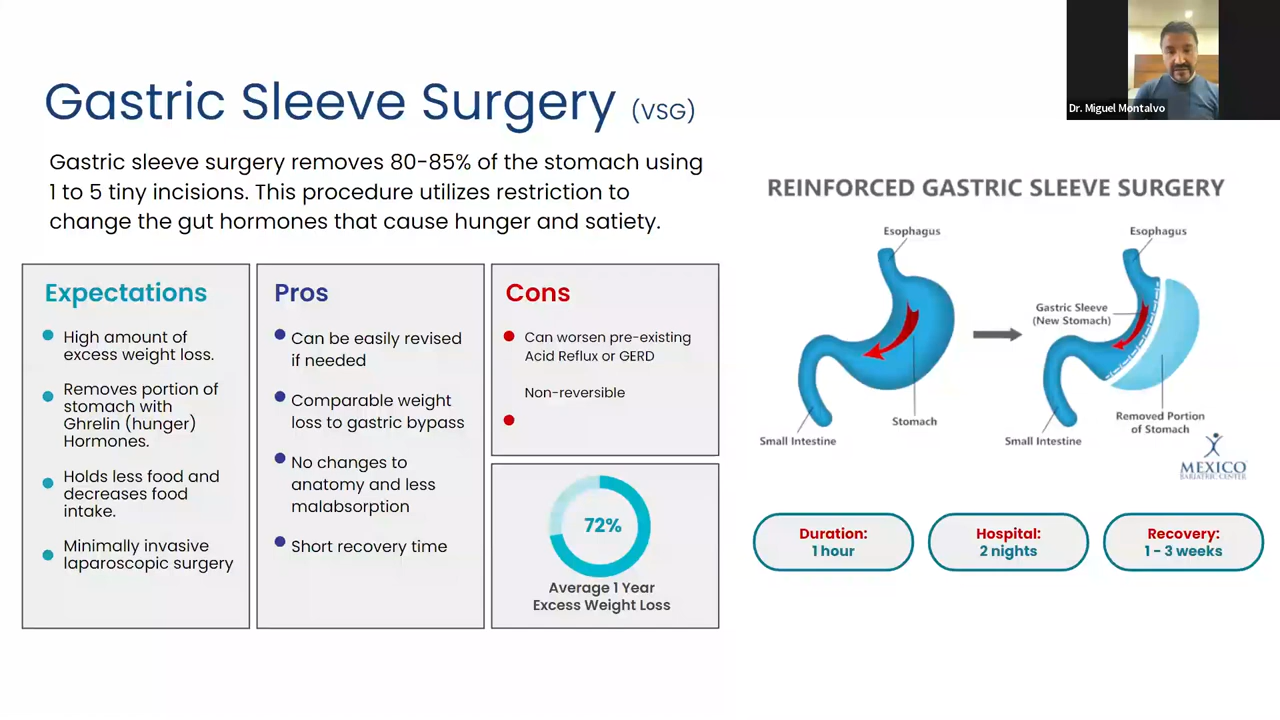 Dr. Miguel Montalvo
Gastric Sleeve Surgery (VSG)
Gastric sleeve surgery removes 80-85% of the stomach using
1 to 5 tiny incisions. This procedure utilizes restriction to
change the gut hormones that cause hunger and satiety.
Expectations
High amount of
excess weight loss.
Removes portion of
stomach with
Ghrelin (hunger)
Hormones.
Holds less food and
decreases food
intake.
Minimally invasive
laparoscopic surgery
Pros
Can be easily revised
if needed
Comparable weight
loss to gastric bypass
No changes to
anatomy and less
malabsorption
Short recovery time
Cons
Can worsen pre-existing
Acid Reflux or GERD
Non-reversible
72%
Average 1 Year
Excess Weight Loss
REINFORCED GASTRIC SLEEVE SURGERY
Esophagus
Stomach
Small Intestine
Esophagus
Gastric Sleeve
(New Stomach)
Removed Portion
of Stomach
Small Intestine
MEXICO
BARIATRIC CENTER
Duration:
1 hour
Hospital:
2 nights
Recovery:
1 - 3 weeks